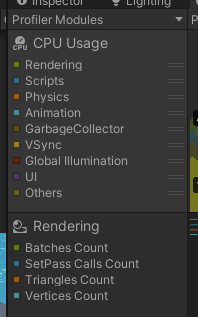 Inspector
Lighting
Profiler Modules
P
CPU
CPU Usage
Rendering
Scripts
Physics
Animation
GarbageCollector
VSync
Global Illumination
UI
Others
Rendering
Batches Count
SetPass Calls Count
Triangles Count
Vertices Count